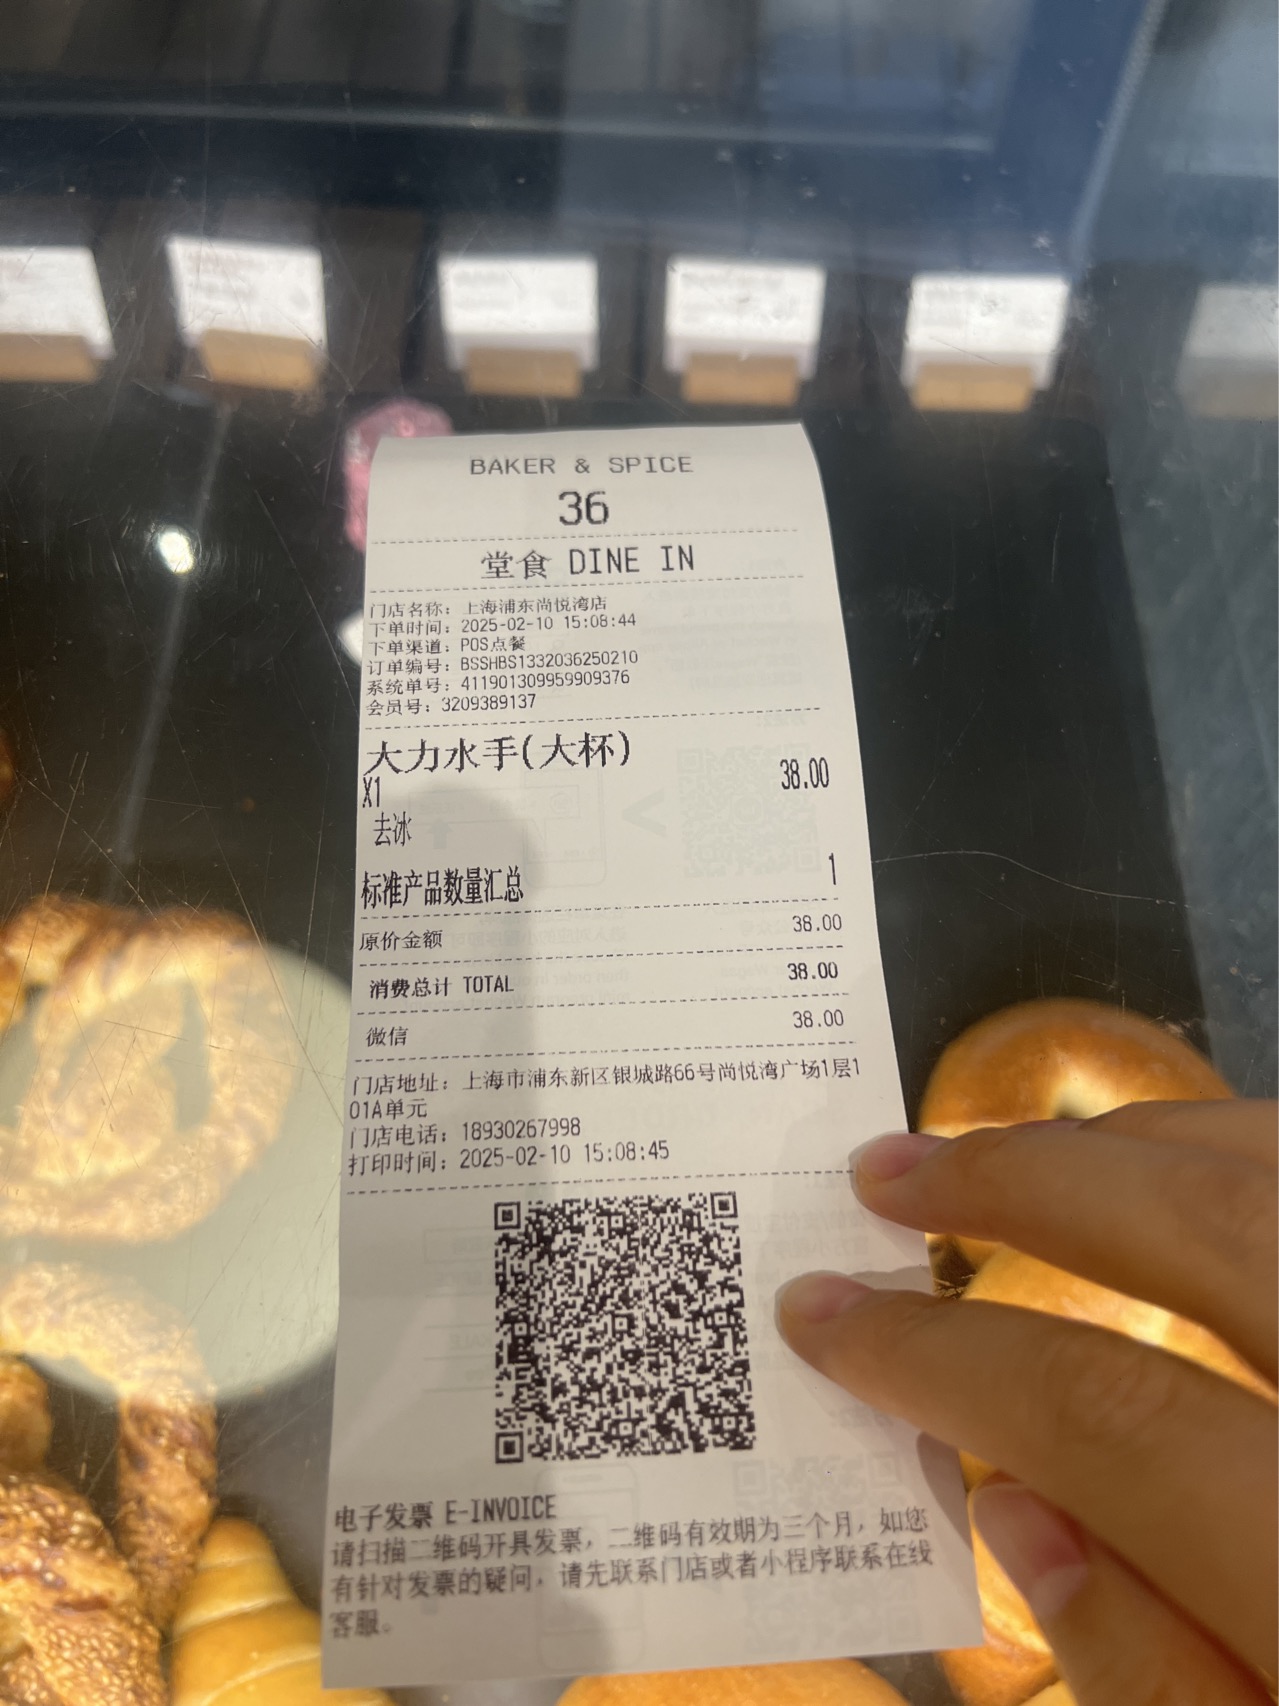 BAKER & SPICE
36
堂食 DINE IN
门店名称: 上海浦东尚悦湾店
下单时间: 2025-02-10 15:08:44
下单渠道: POS点餐
订单编号: BSSHBS1332036250210
系统单号: 411901309959909376
会员号: 3209389137
大力水手(大杯)
X1 38.00
去冰
标准产品数量汇总 1
原价金额 38.00
消费总计 TOTAL 38.00
微信 38.00
门店地址: 上海市浦东新区银城路66号尚悦湾广场1层1
01A单元
门店电话: 18930267998
打印时间: 2025-02-10 15:08:45
电子发票 E-INVOICE
请扫描二维码开具发票，二维码有效期为三个月，如您
有针对发票的疑问，请先联系门店或者小程序联系在线
客服。